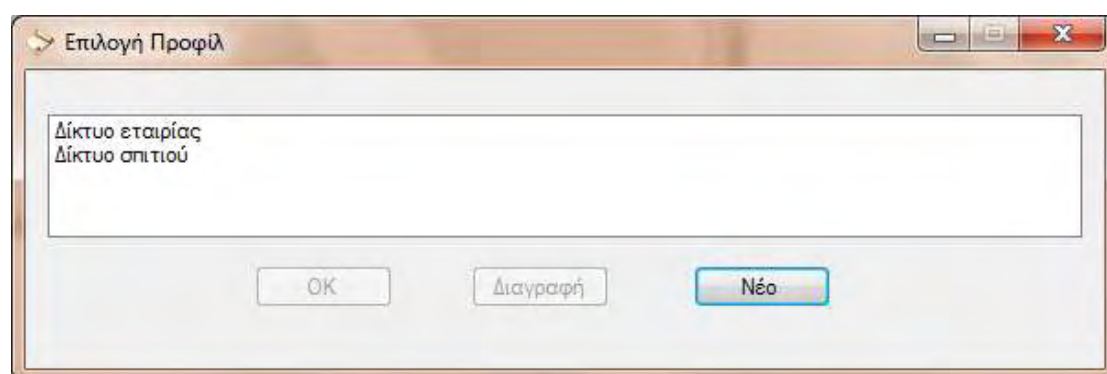 Επιλογή Προφίλ
Δίκτυο εταιρίας
Δίκτυο σπιτιού
OK
Διαγραφή
Νέο